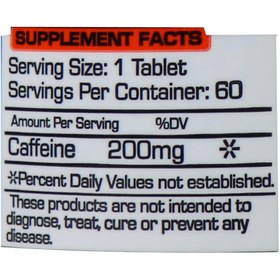 SUPPLEMENT FACTS
Serving Size: 1 Tablet
Servings Per Container: 60
Amount Per Serving %DV
Caffeine 200mg *
*Percent Daily Values not established.
These products are not intended to
diagnose, treat, cure or prevent any
disease.